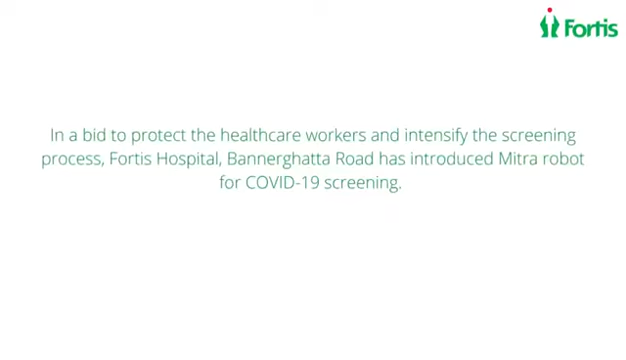 Fortis
In a bid to protect the healthcare workers and intensify the screening
process, Fortis Hospital, Bannerghatta Road has introduced Mitra robot
for COVID-19 screening.